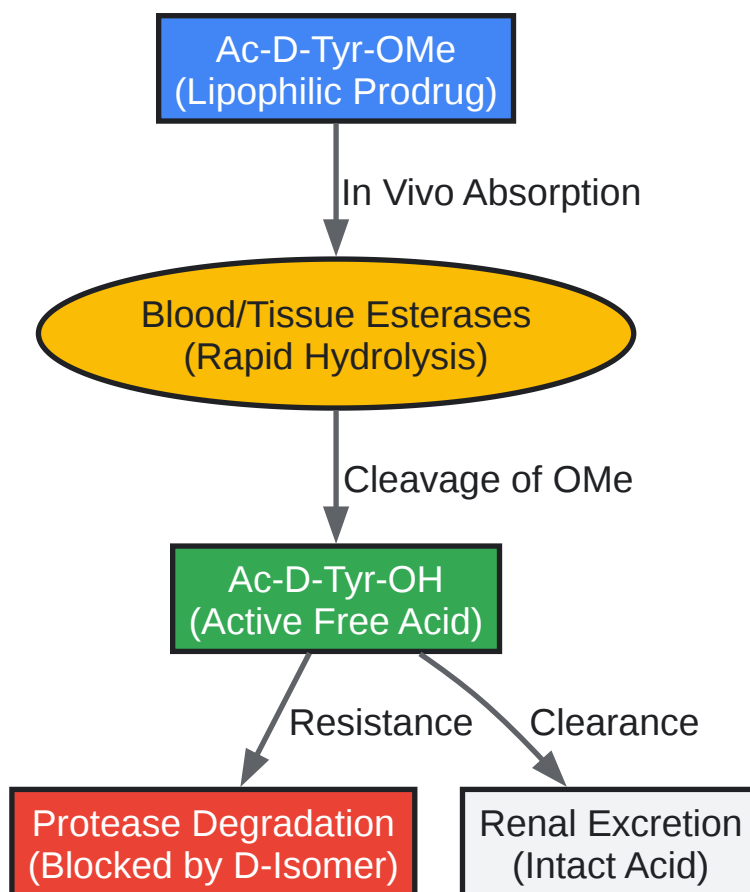 Ac-D-Tyr-OMe
(Lipophilic Prodrug)
In Vivo Absorption
Blood/Tissue Esterases
(Rapid Hydrolysis)
Cleavage of OMe
Ac-D-Tyr-OH
(Active Free Acid)
Resistance
Clearance
Protease Degradation
(Blocked by D-Isomer)
Renal Excretion
(Intact Acid)